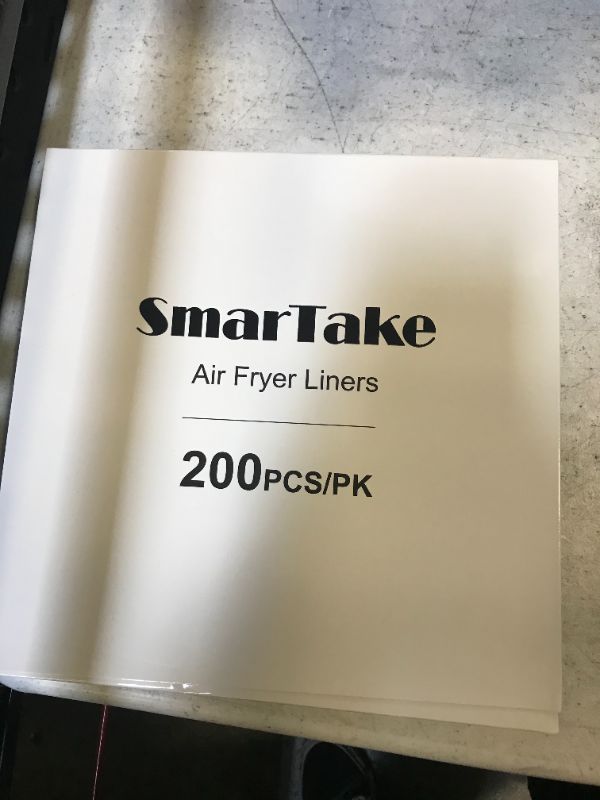 SmarTake
Air Fryer Liners
200PCS/PK